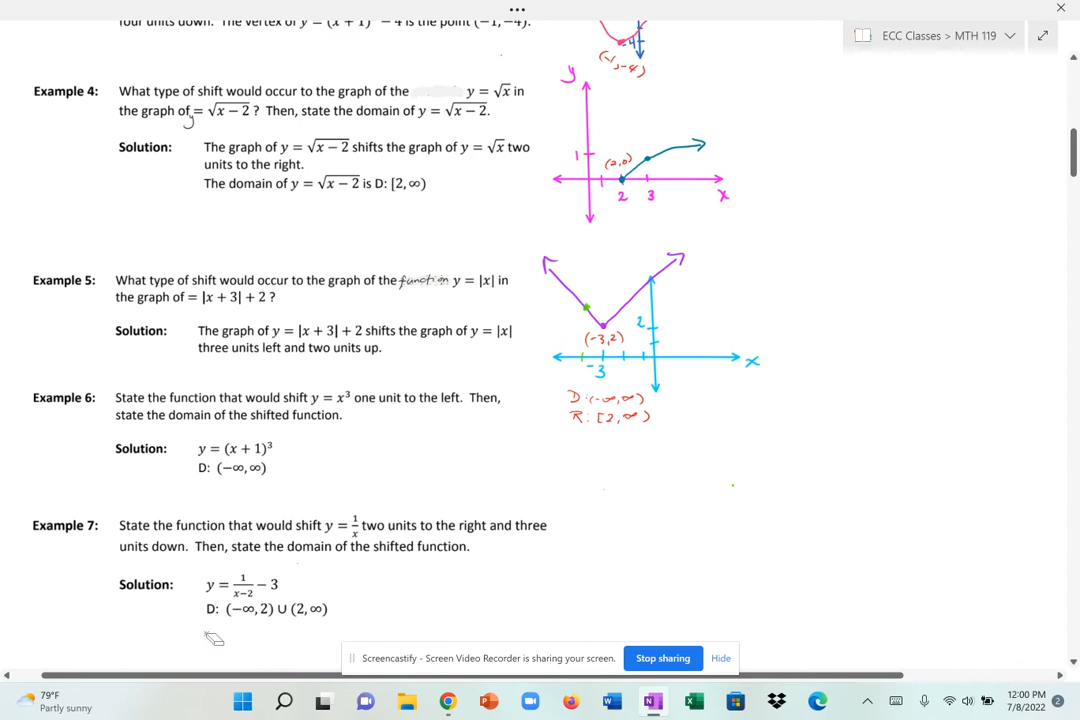 four units down. The vertex of y = (x + 1)² − 4 is the point (−1, −4).
-4
(-1,-4)
ECC Classes > MTH 119
Example 4: What type of shift would occur to the graph of the y = √x in
the graph of y = √(x − 2) ? Then, state the domain of y = √(x − 2).
Solution: The graph of y = √(x − 2) shifts the graph of y = √x two
units to the right.
The domain of y = √(x − 2) is D: [2, ∞)
y
1
(2,0)
2 3 x
Example 5: What type of shift would occur to the graph of the function y = |x| in
the graph of = |x + 3| + 2 ?
Solution: The graph of y = |x + 3| + 2 shifts the graph of y = |x|
three units left and two units up.
2
(-3,2)
-3
x
D: (-∞,∞)
R: [2,∞)
Example 6: State the function that would shift y = x³ one unit to the left. Then,
state the domain of the shifted function.
Solution: y = (x + 1)³
D: (−∞, ∞)
Example 7: State the function that would shift y = 1/x two units to the right and three
units down. Then, state the domain of the shifted function.
Solution: y = 1/(x−2) − 3
D: (−∞, 2) ∪ (2, ∞)
Screencastify - Screen Video Recorder is sharing your screen. Stop sharing Hide
79°F
Partly sunny
12:00 PM
7/8/2022
2